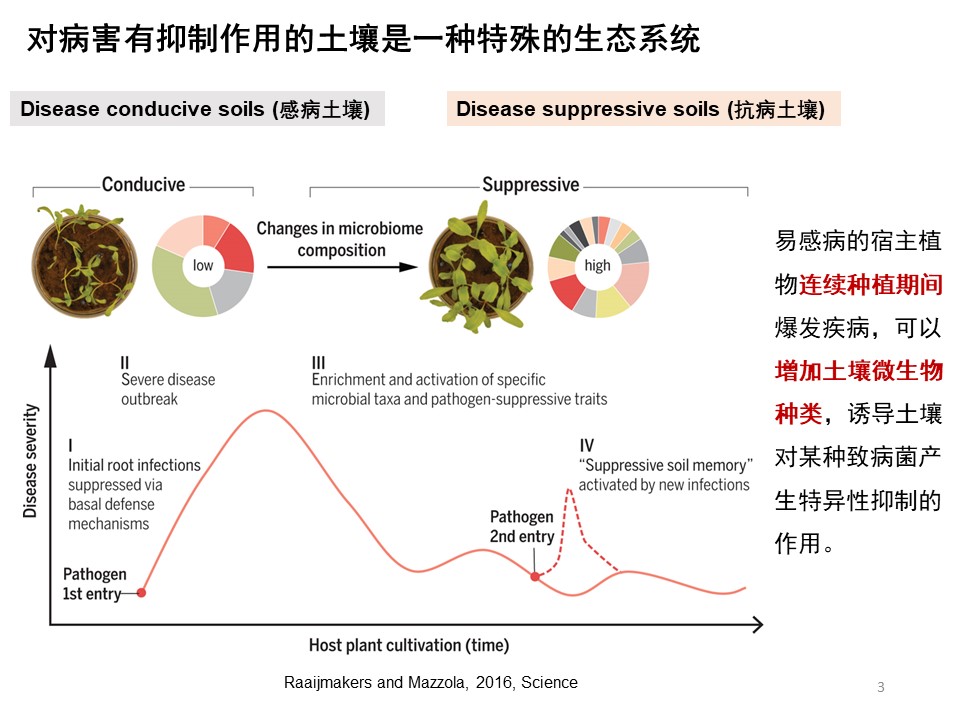 对病害有抑制作用的土壤是一种特殊的生态系统
Disease conducive soils (感病土壤)
Disease suppressive soils (抗病土壤)
Conducive
Suppressive
low
Changes in microbiome
composition
high
易感病的宿主植
物连续种植期间
爆发疾病，可以
增加土壤微生物
种类，诱导土壤
对某种致病菌产
生特异性抑制的
作用。
Disease severity
I
Initial root infections
suppressed via
basal defense
mechanisms
II
Severe disease
outbreak
III
Enrichment and activation of specific
microbial taxa and pathogen-suppressive traits
IV
“Suppressive soil memory”
activated by new infections
Pathogen
1st entry
Pathogen
2nd entry
Host plant cultivation (time)
Raaijmakers and Mazzola, 2016, Science
3